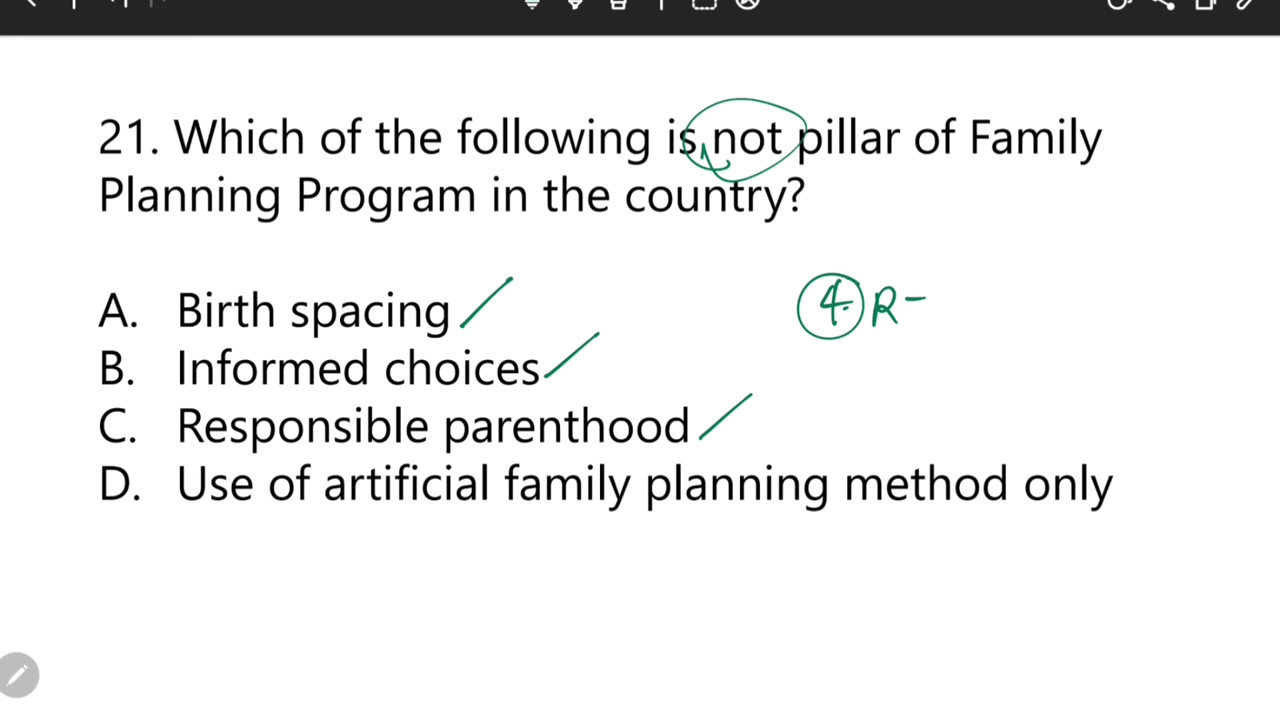 21. Which of the following is not pillar of Family
Planning Program in the country?
A. Birth spacing
B. Informed choices
C. Responsible parenthood
D. Use of artificial family planning method only
4. R-